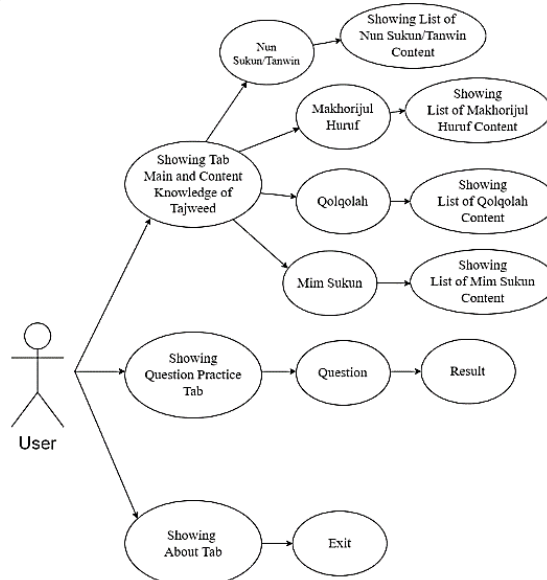 Nun
Sukun/Tanwin
Showing List of
Nun Sukun/Tanwin
Content
Makhorijul
Huruf
Showing
List of Makhorijul
Huruf Content
Showing Tab
Main and Content
Knowledge of
Tajweed
Qolqolah
Showing
List of Qolqolah
Content
Mim Sukun
Showing
List of Mim Sukun
Content
User
Showing
Question Practice
Tab
Question
Result
Showing
About Tab
Exit